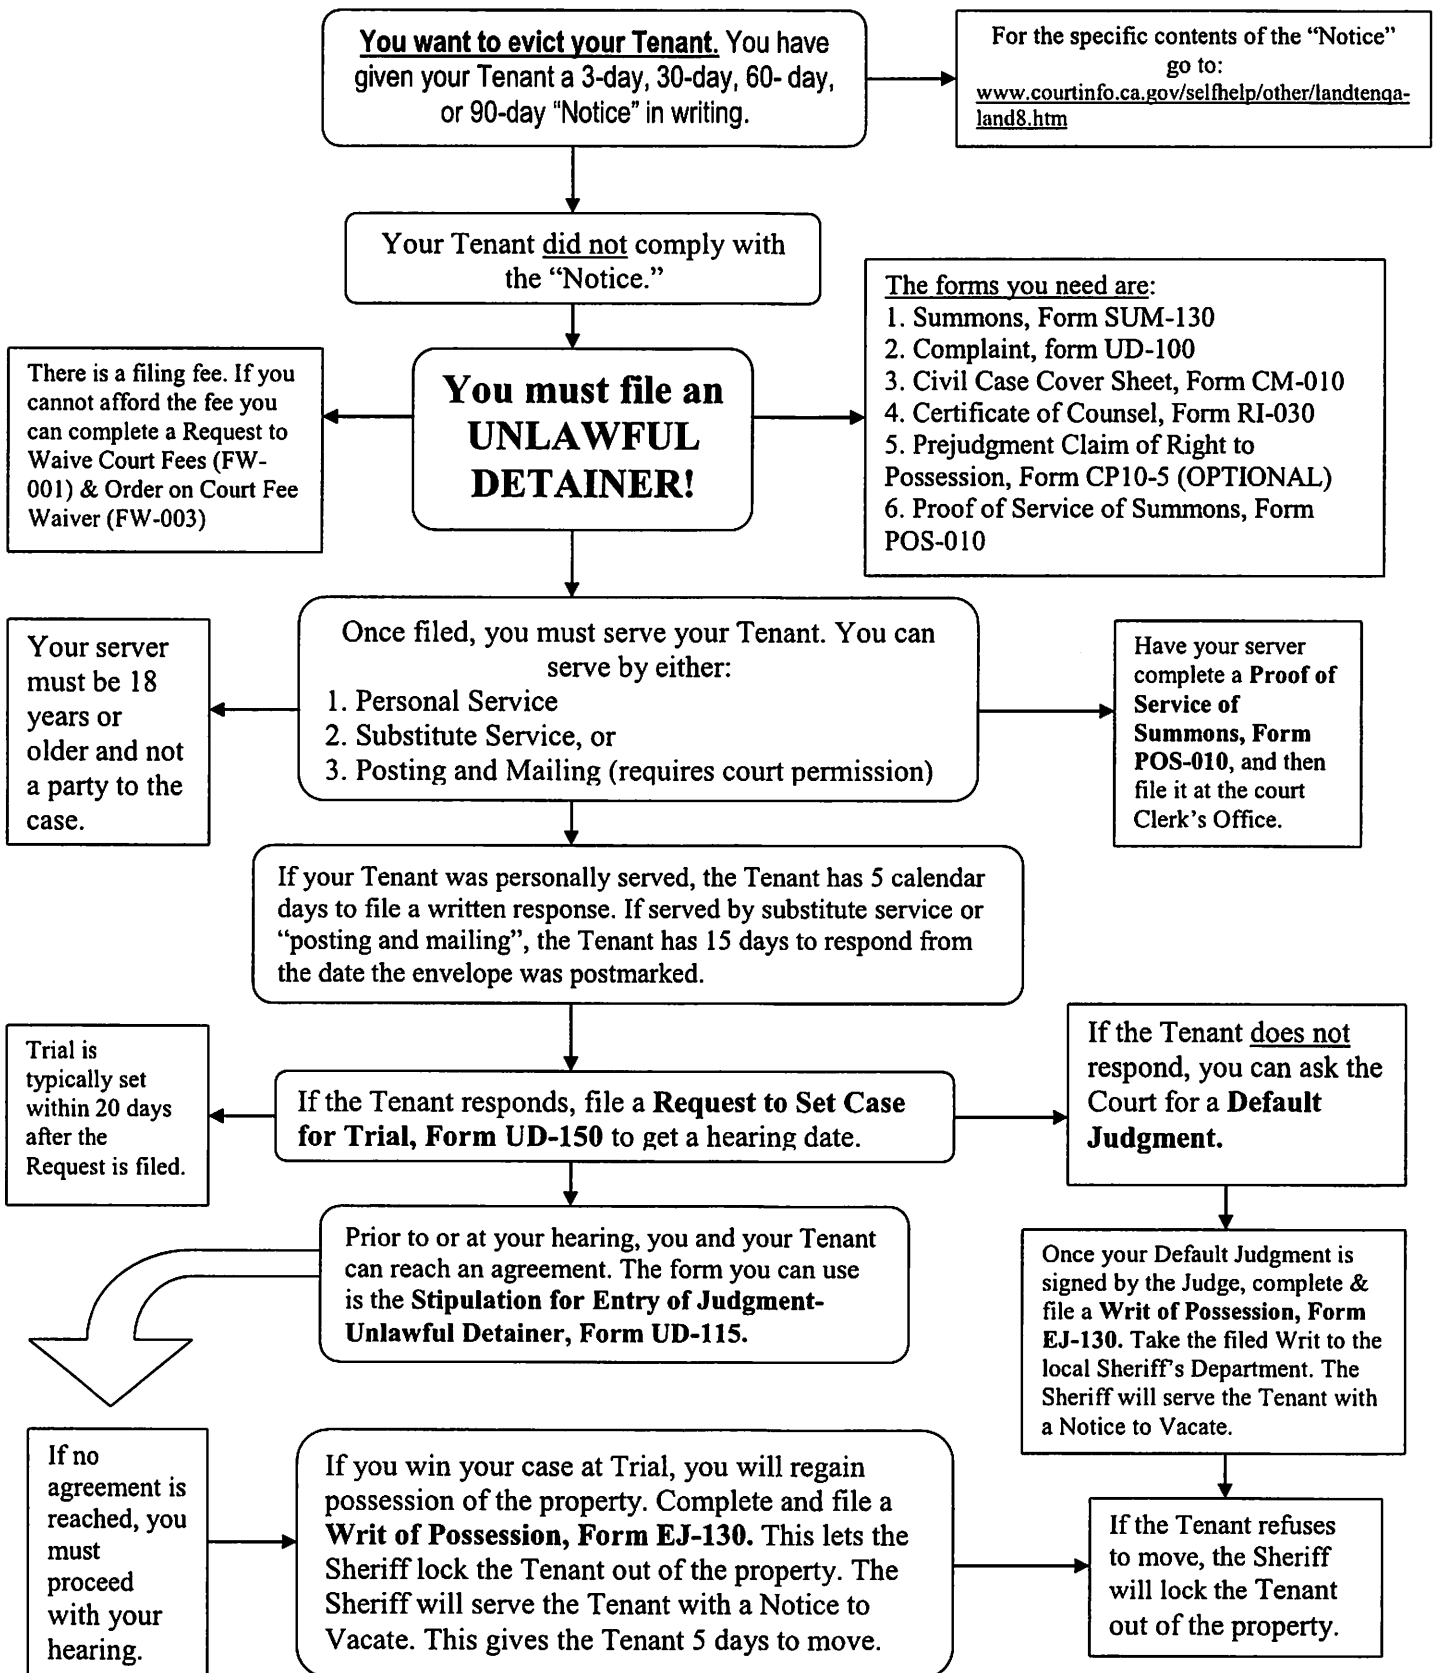 You want to evict your Tenant. You have
given your Tenant a 3-day, 30-day, 60- day,
or 90-day “Notice” in writing.
For the specific contents of the “Notice”
go to:
www.courtinfo.ca.gov/selfhelp/other/landtenqa-
land8.htm
Your Tenant did not comply with
the “Notice.”
There is a filing fee. If you
cannot afford the fee you
can complete a Request to
Waive Court Fees (FW-
001) & Order on Court Fee
Waiver (FW-003)
You must file an
UNLAWFUL
DETAINER!
The forms you need are:
1. Summons, Form SUM-130
2. Complaint, form UD-100
3. Civil Case Cover Sheet, Form CM-010
4. Certificate of Counsel, Form RI-030
5. Prejudgment Claim of Right to
Possession, Form CP10-5 (OPTIONAL)
6. Proof of Service of Summons, Form
POS-010
Your server
must be 18
years or
older and not
a party to the
case.
Once filed, you must serve your Tenant. You can
serve by either:
1. Personal Service
2. Substitute Service, or
3. Posting and Mailing (requires court permission)
Have your server
complete a Proof of
Service of
Summons, Form
POS-010, and then
file it at the court
Clerk’s Office.
If your Tenant was personally served, the Tenant has 5 calendar
days to file a written response. If served by substitute service or
“posting and mailing”, the Tenant has 15 days to respond from
the date the envelope was postmarked.
Trial is
typically set
within 20 days
after the
Request is filed.
If the Tenant responds, file a Request to Set Case
for Trial, Form UD-150 to get a hearing date.
If the Tenant does not
respond, you can ask the
Court for a Default
Judgment.
Prior to or at your hearing, you and your Tenant
can reach an agreement. The form you can use
is the Stipulation for Entry of Judgment-
Unlawful Detainer, Form UD-115.
Once your Default Judgment is
signed by the Judge, complete &
file a Writ of Possession, Form
EJ-130. Take the filed Writ to the
local Sheriff’s Department. The
Sheriff will serve the Tenant with
a Notice to Vacate.
If no
agreement is
reached, you
must
proceed
with your
hearing.
If you win your case at Trial, you will regain
possession of the property. Complete and file a
Writ of Possession, Form EJ-130. This lets the
Sheriff lock the Tenant out of the property. The
Sheriff will serve the Tenant with a Notice to
Vacate. This gives the Tenant 5 days to move.
If the Tenant refuses
to move, the Sheriff
will lock the Tenant
out of the property.